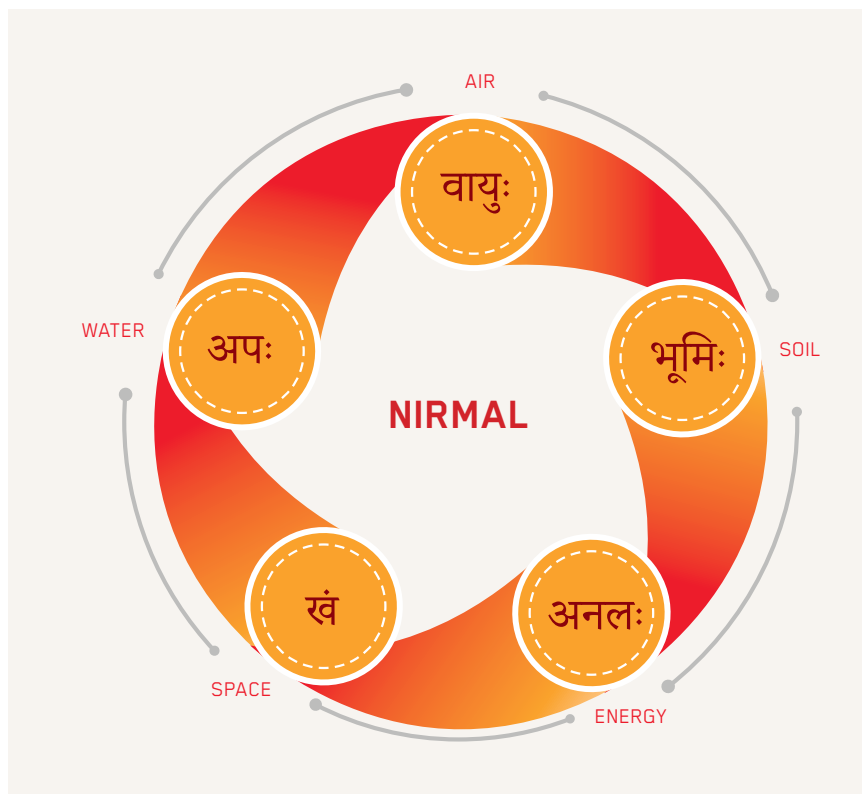 AIR
वायुः
WATER
अपः
भूमिः
SOIL
NIRMAL
खं
अनलः
SPACE
ENERGY